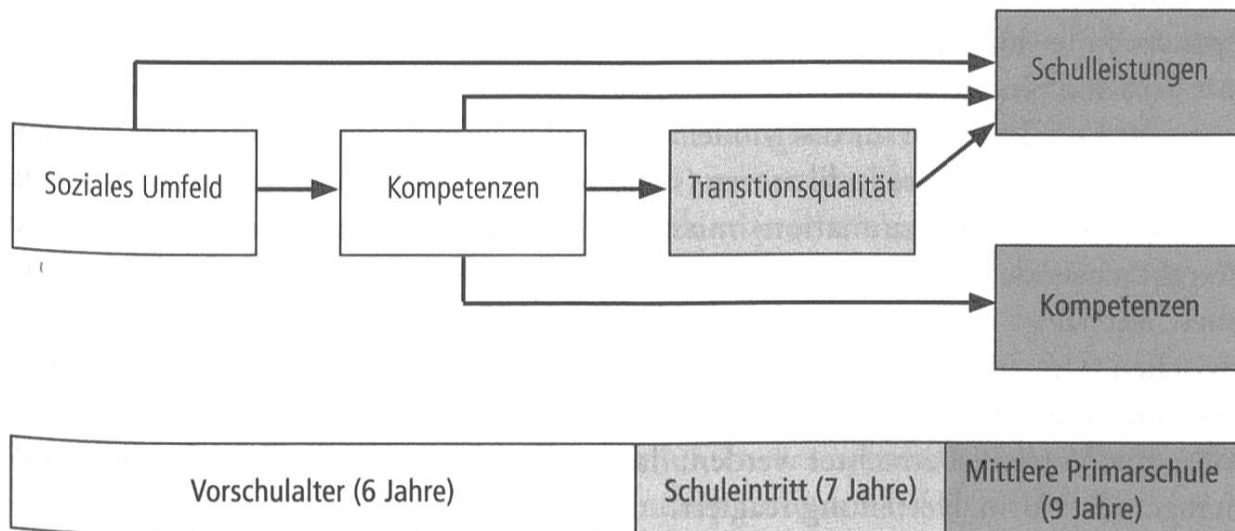 Schulleistungen
Soziales Umfeld
Kompetenzen
Transitionsqualität
Kompetenzen
Vorschulalter (6 Jahre)
Schuleintritt (7 Jahre)
Mittlere Primarschule
(9 Jahre)